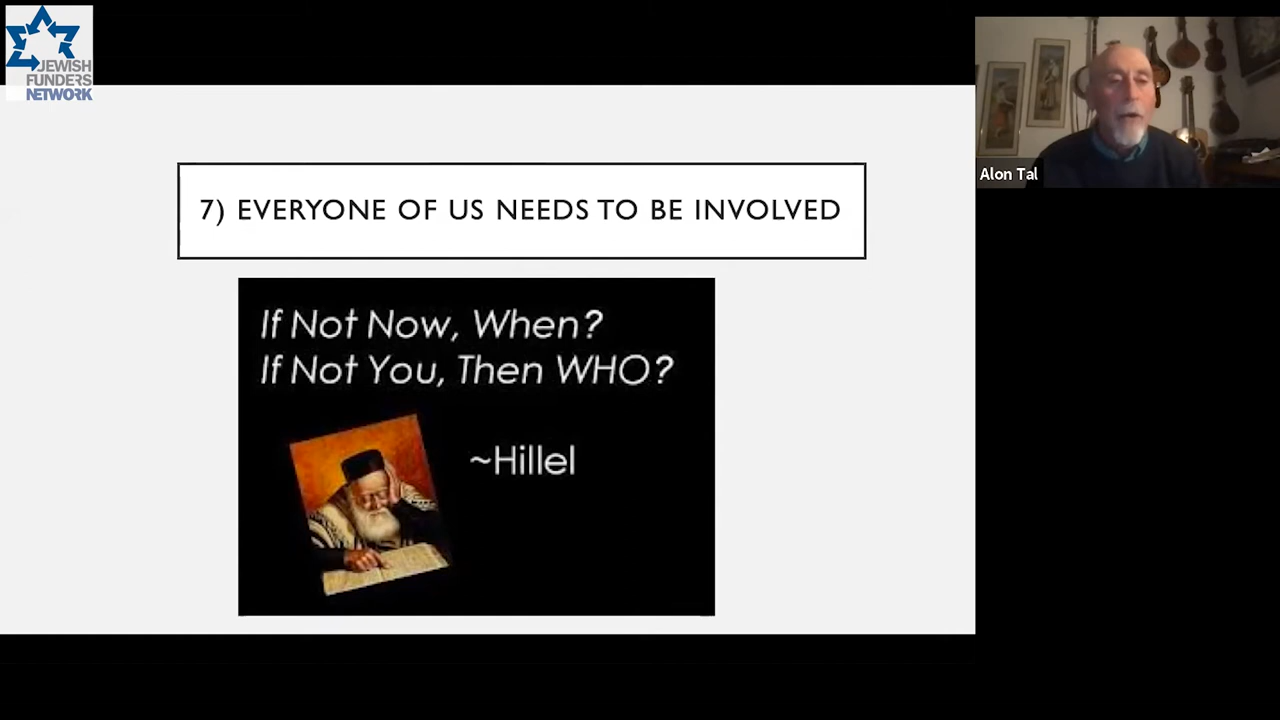 JEWISH
FUNDERS
NETWORK
7) EVERYONE OF US NEEDS TO BE INVOLVED
If Not Now, When?
If Not You, Then WHO?
~Hillel
Alon Tal